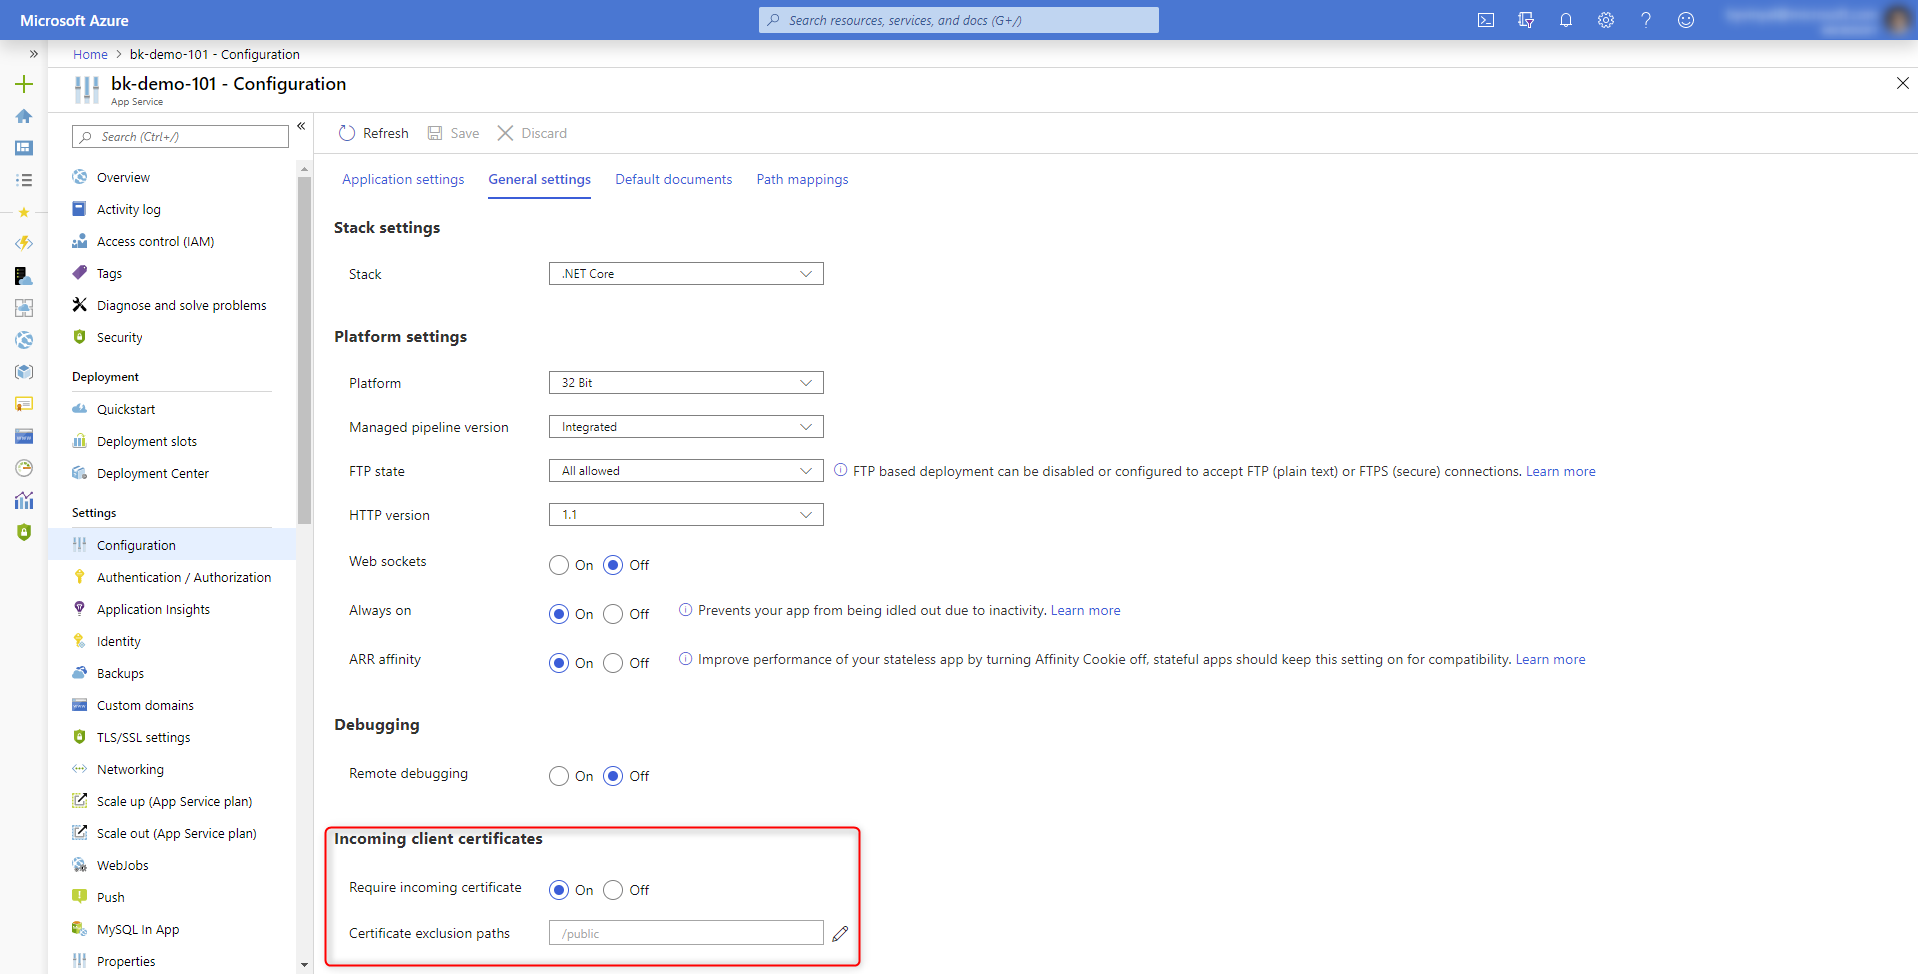 Microsoft Azure
Search resources, services, and docs (G+/)
Home > bk-demo-101 - Configuration
bk-demo-101 - Configuration
App Service
Search (Ctrl+/)
Overview
Activity log
Access control (IAM)
Tags
Diagnose and solve problems
Security
Deployment
Quickstart
Deployment slots
Deployment Center
Settings
Configuration
Authentication / Authorization
Application Insights
Identity
Backups
Custom domains
TLS/SSL settings
Networking
Scale up (App Service plan)
Scale out (App Service plan)
WebJobs
Push
MySQL In App
Properties
Refresh Save Discard
Application settings General settings Default documents Path mappings
Stack settings
Stack .NET Core
Platform settings
Platform 32 Bit
Managed pipeline version Integrated
FTP state All allowed FTP based deployment can be disabled or configured to accept FTP (plain text) or FTPS (secure) connections. Learn more
HTTP version 1.1
Web sockets On Off
Always on On Off Prevents your app from being idled out due to inactivity. Learn more
ARR affinity On Off Improve performance of your stateless app by turning Affinity Cookie off, stateful apps should keep this setting on for compatibility. Learn more
Debugging
Remote debugging On Off
Incoming client certificates
Require incoming certificate On Off
Certificate exclusion paths /public